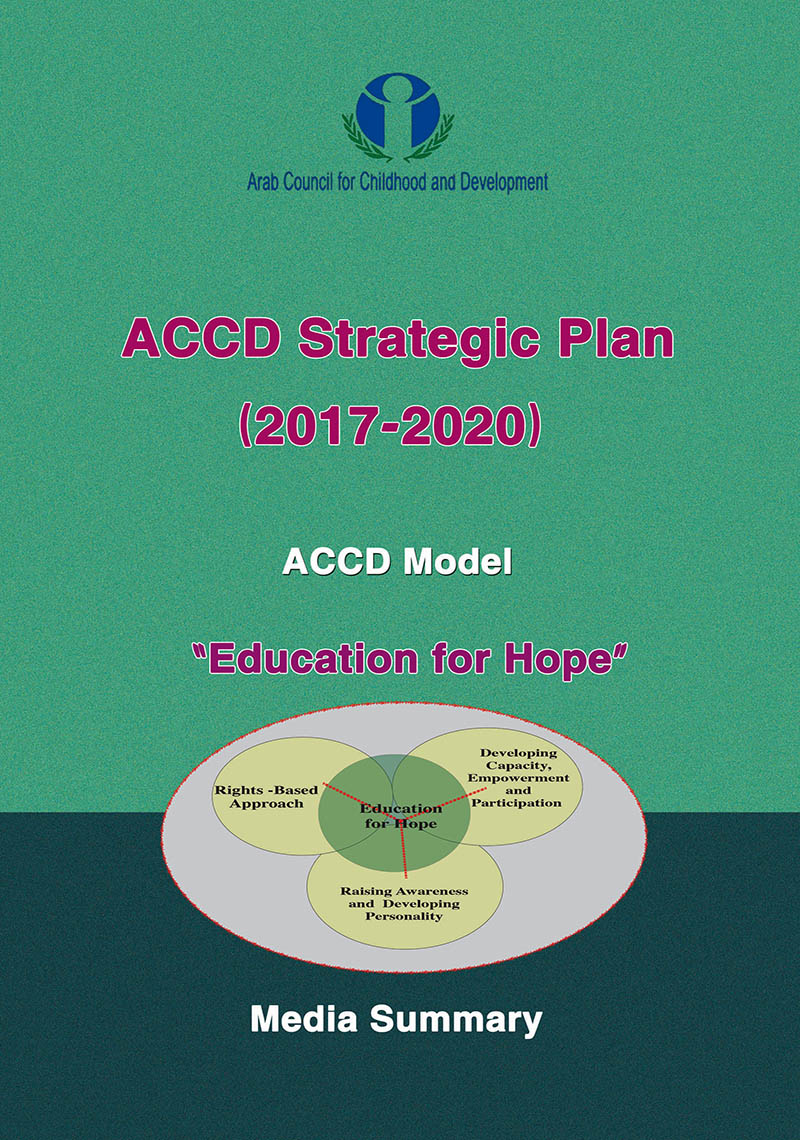 Arab Council for Childhood and Development
ACCD Strategic Plan
(2017-2020)
ACCD Model
"Education for Hope"
Rights -Based
Approach
Developing
Capacity,
Empowerment
and
Participation
Education
for Hope
Raising Awareness
and Developing
Personality
Media Summary